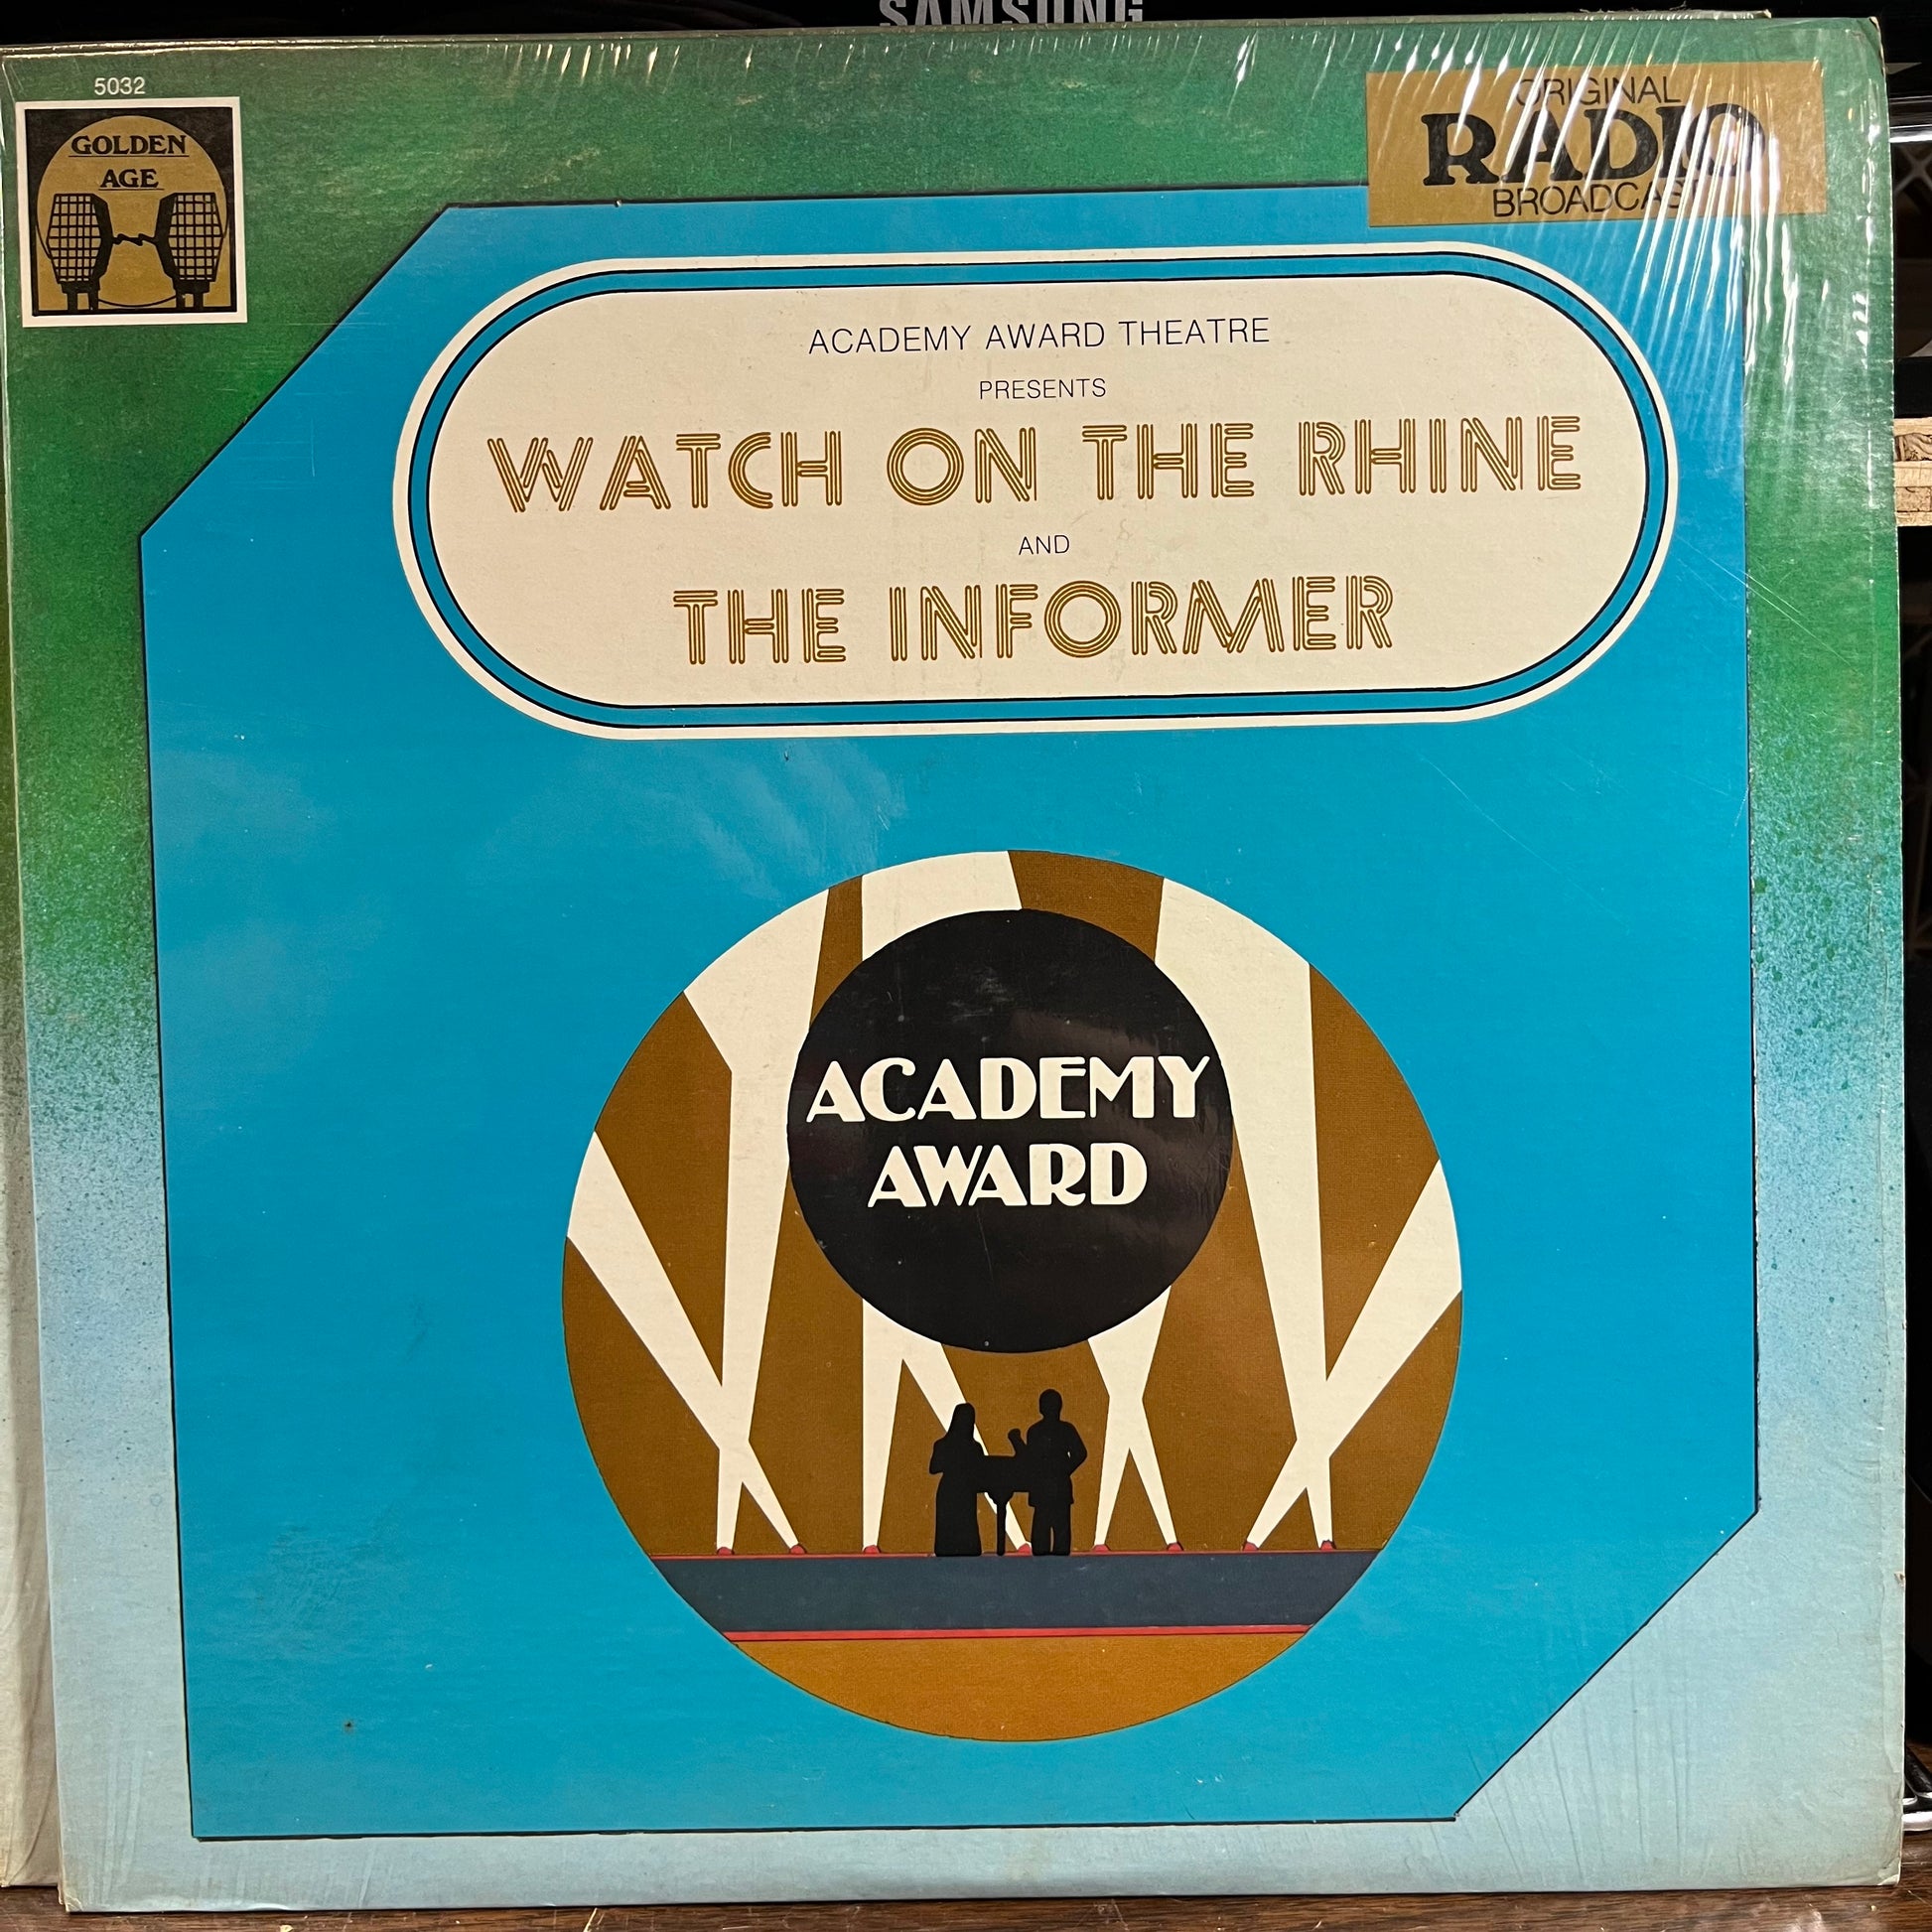 SAMSUNG
5032
GOLDEN
AGE
ORIGINAL
RADIO
BROADCAST
ACADEMY AWARD THEATRE
PRESENTS
WATCH ON THE RHINE
AND
THE INFORMER
ACADEMY
AWARD